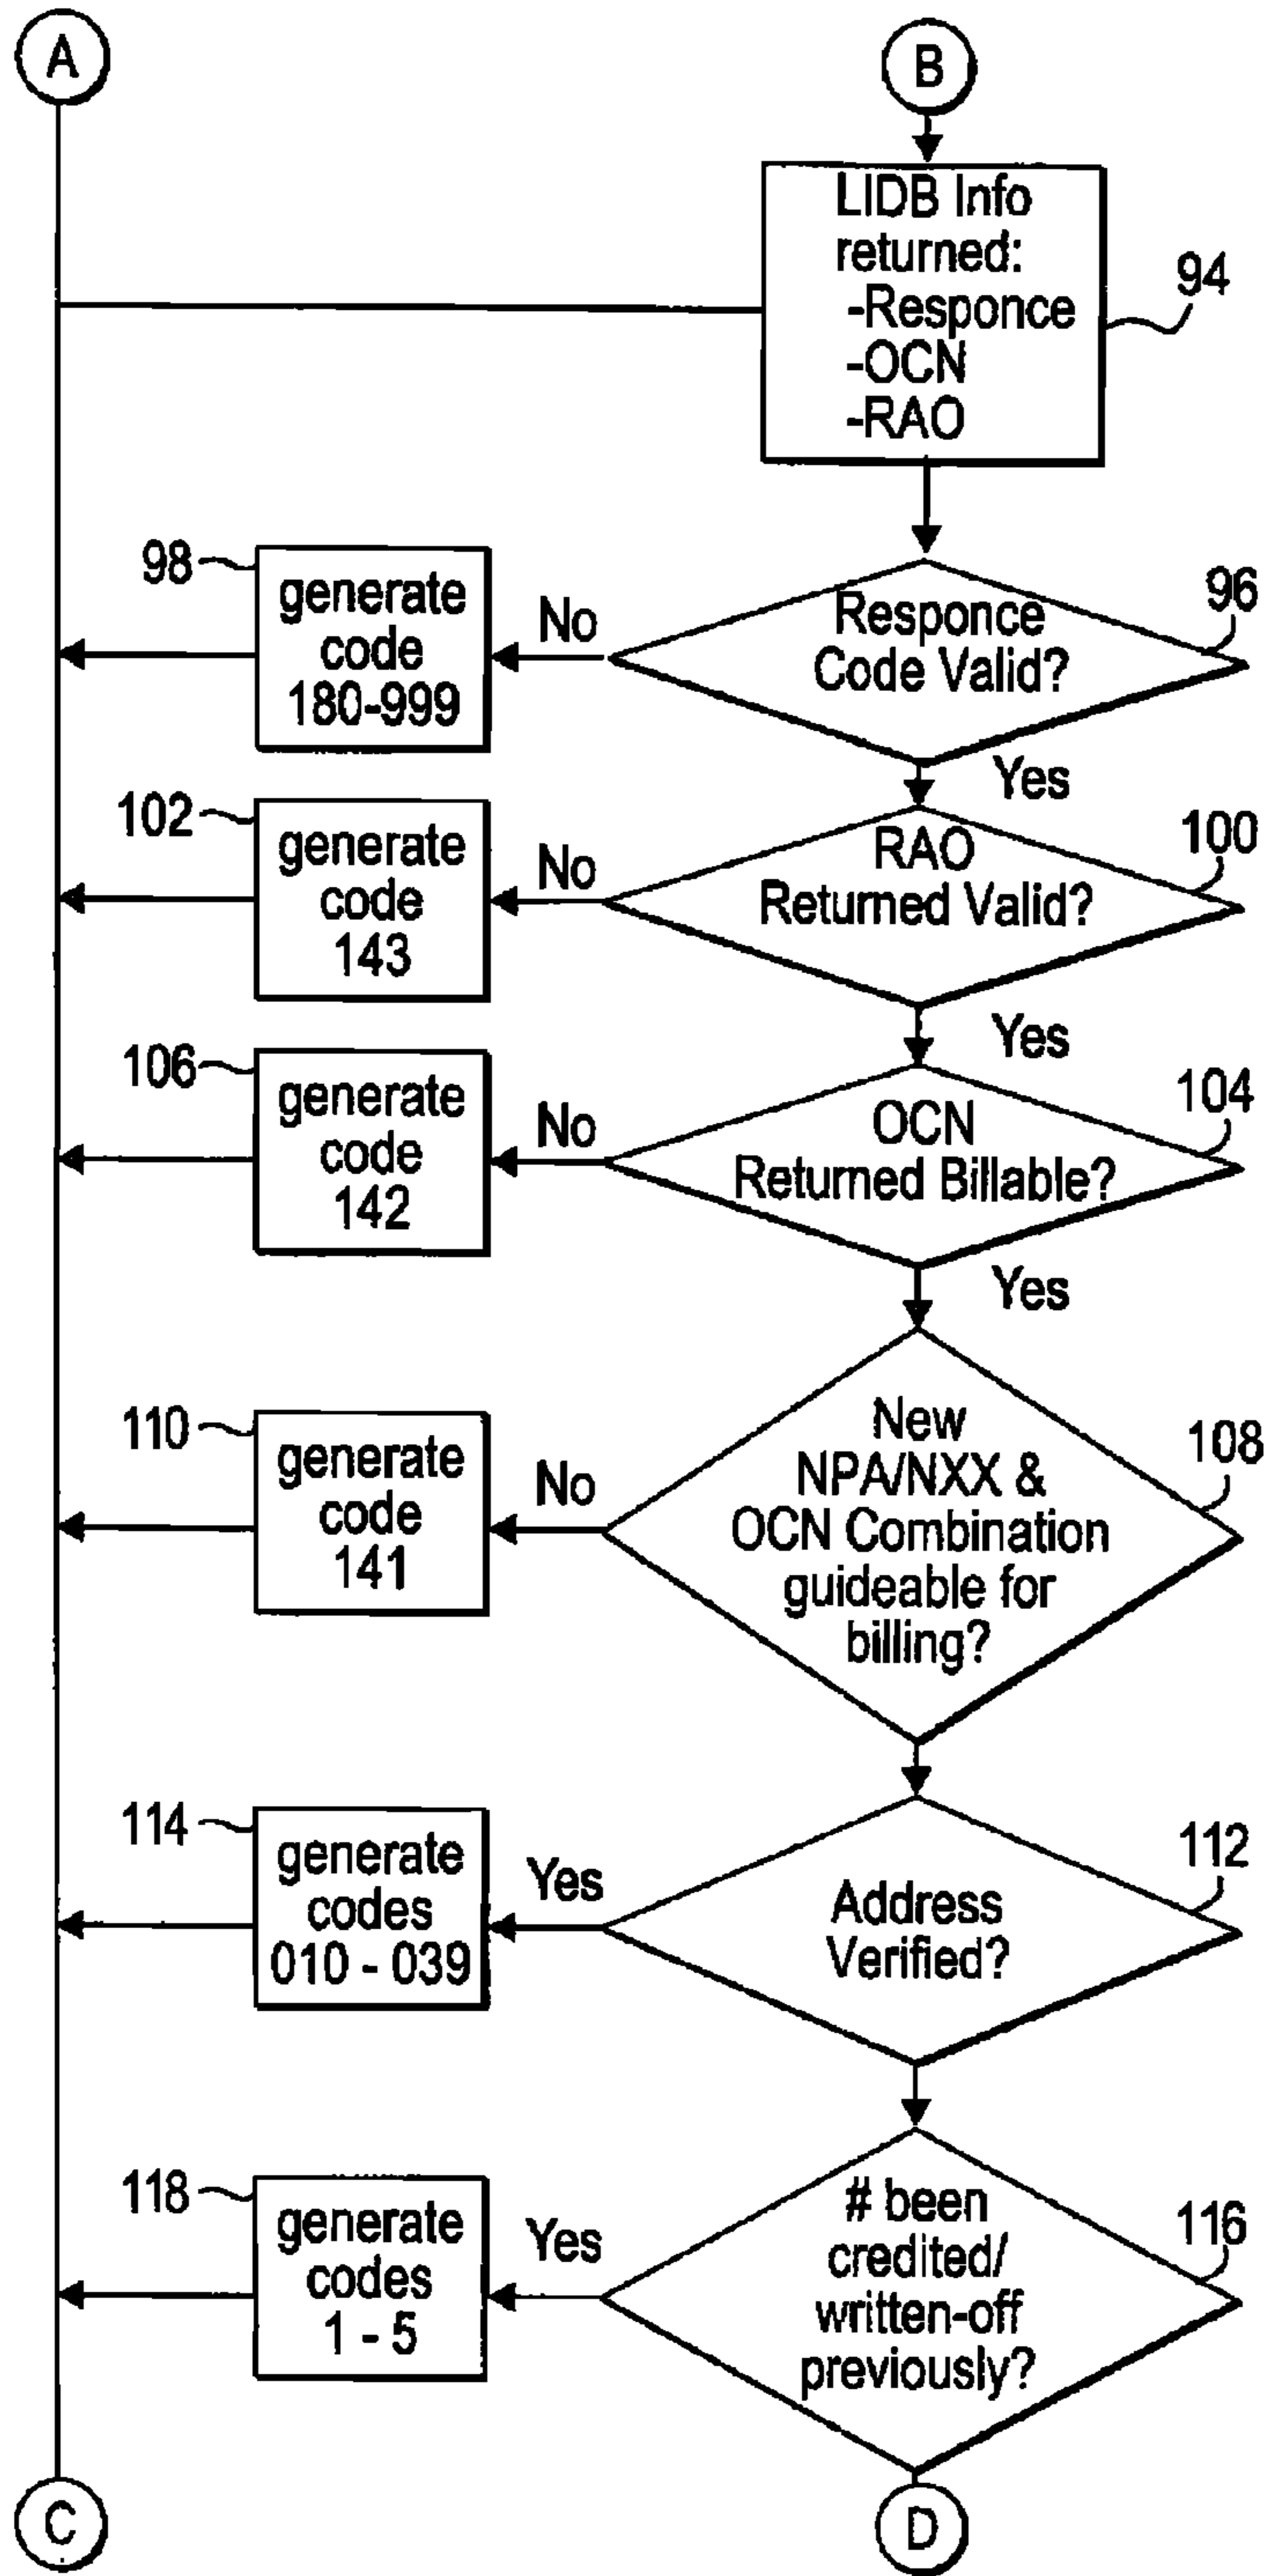 A
B
LIDB Info
returned:
-Responce
-OCN
-RAO
94
98
generate
code
180-999
No
Responce
Code Valid?
96
Yes
102
generate
code
143
No
RAO
Returned Valid?
100
Yes
106
generate
code
142
No
OCN
Returned Billable?
104
Yes
110
generate
code
141
No
New
NPA/NXX &
OCN Combination
guideable for
billing?
108
114
generate
codes
010 - 039
Yes
Address
Verified?
112
118
generate
codes
1 - 5
Yes
# been
credited/
written-off
previously?
116
C
D